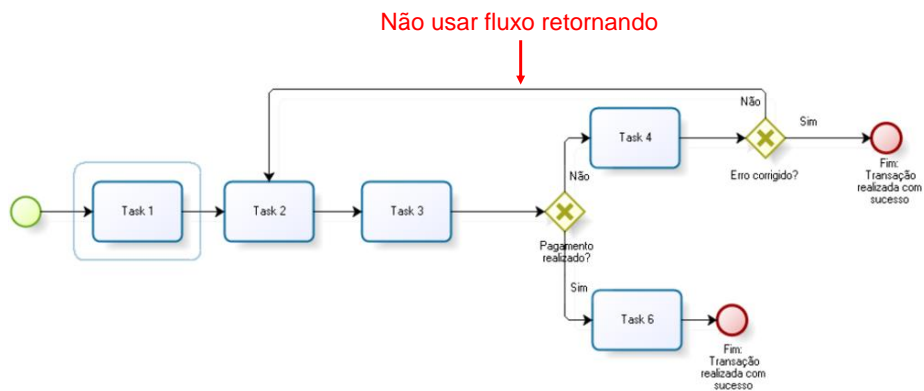 Não usar fluxo retornando
Não
Task 4
Sim
Erro corrigido?
Fim:
Transação
realizada com
sucesso
Task 1
Task 2
Task 3
Não
Pagamento
realizado?
Sim
Task 6
Fim:
Transação
realizada com
sucesso